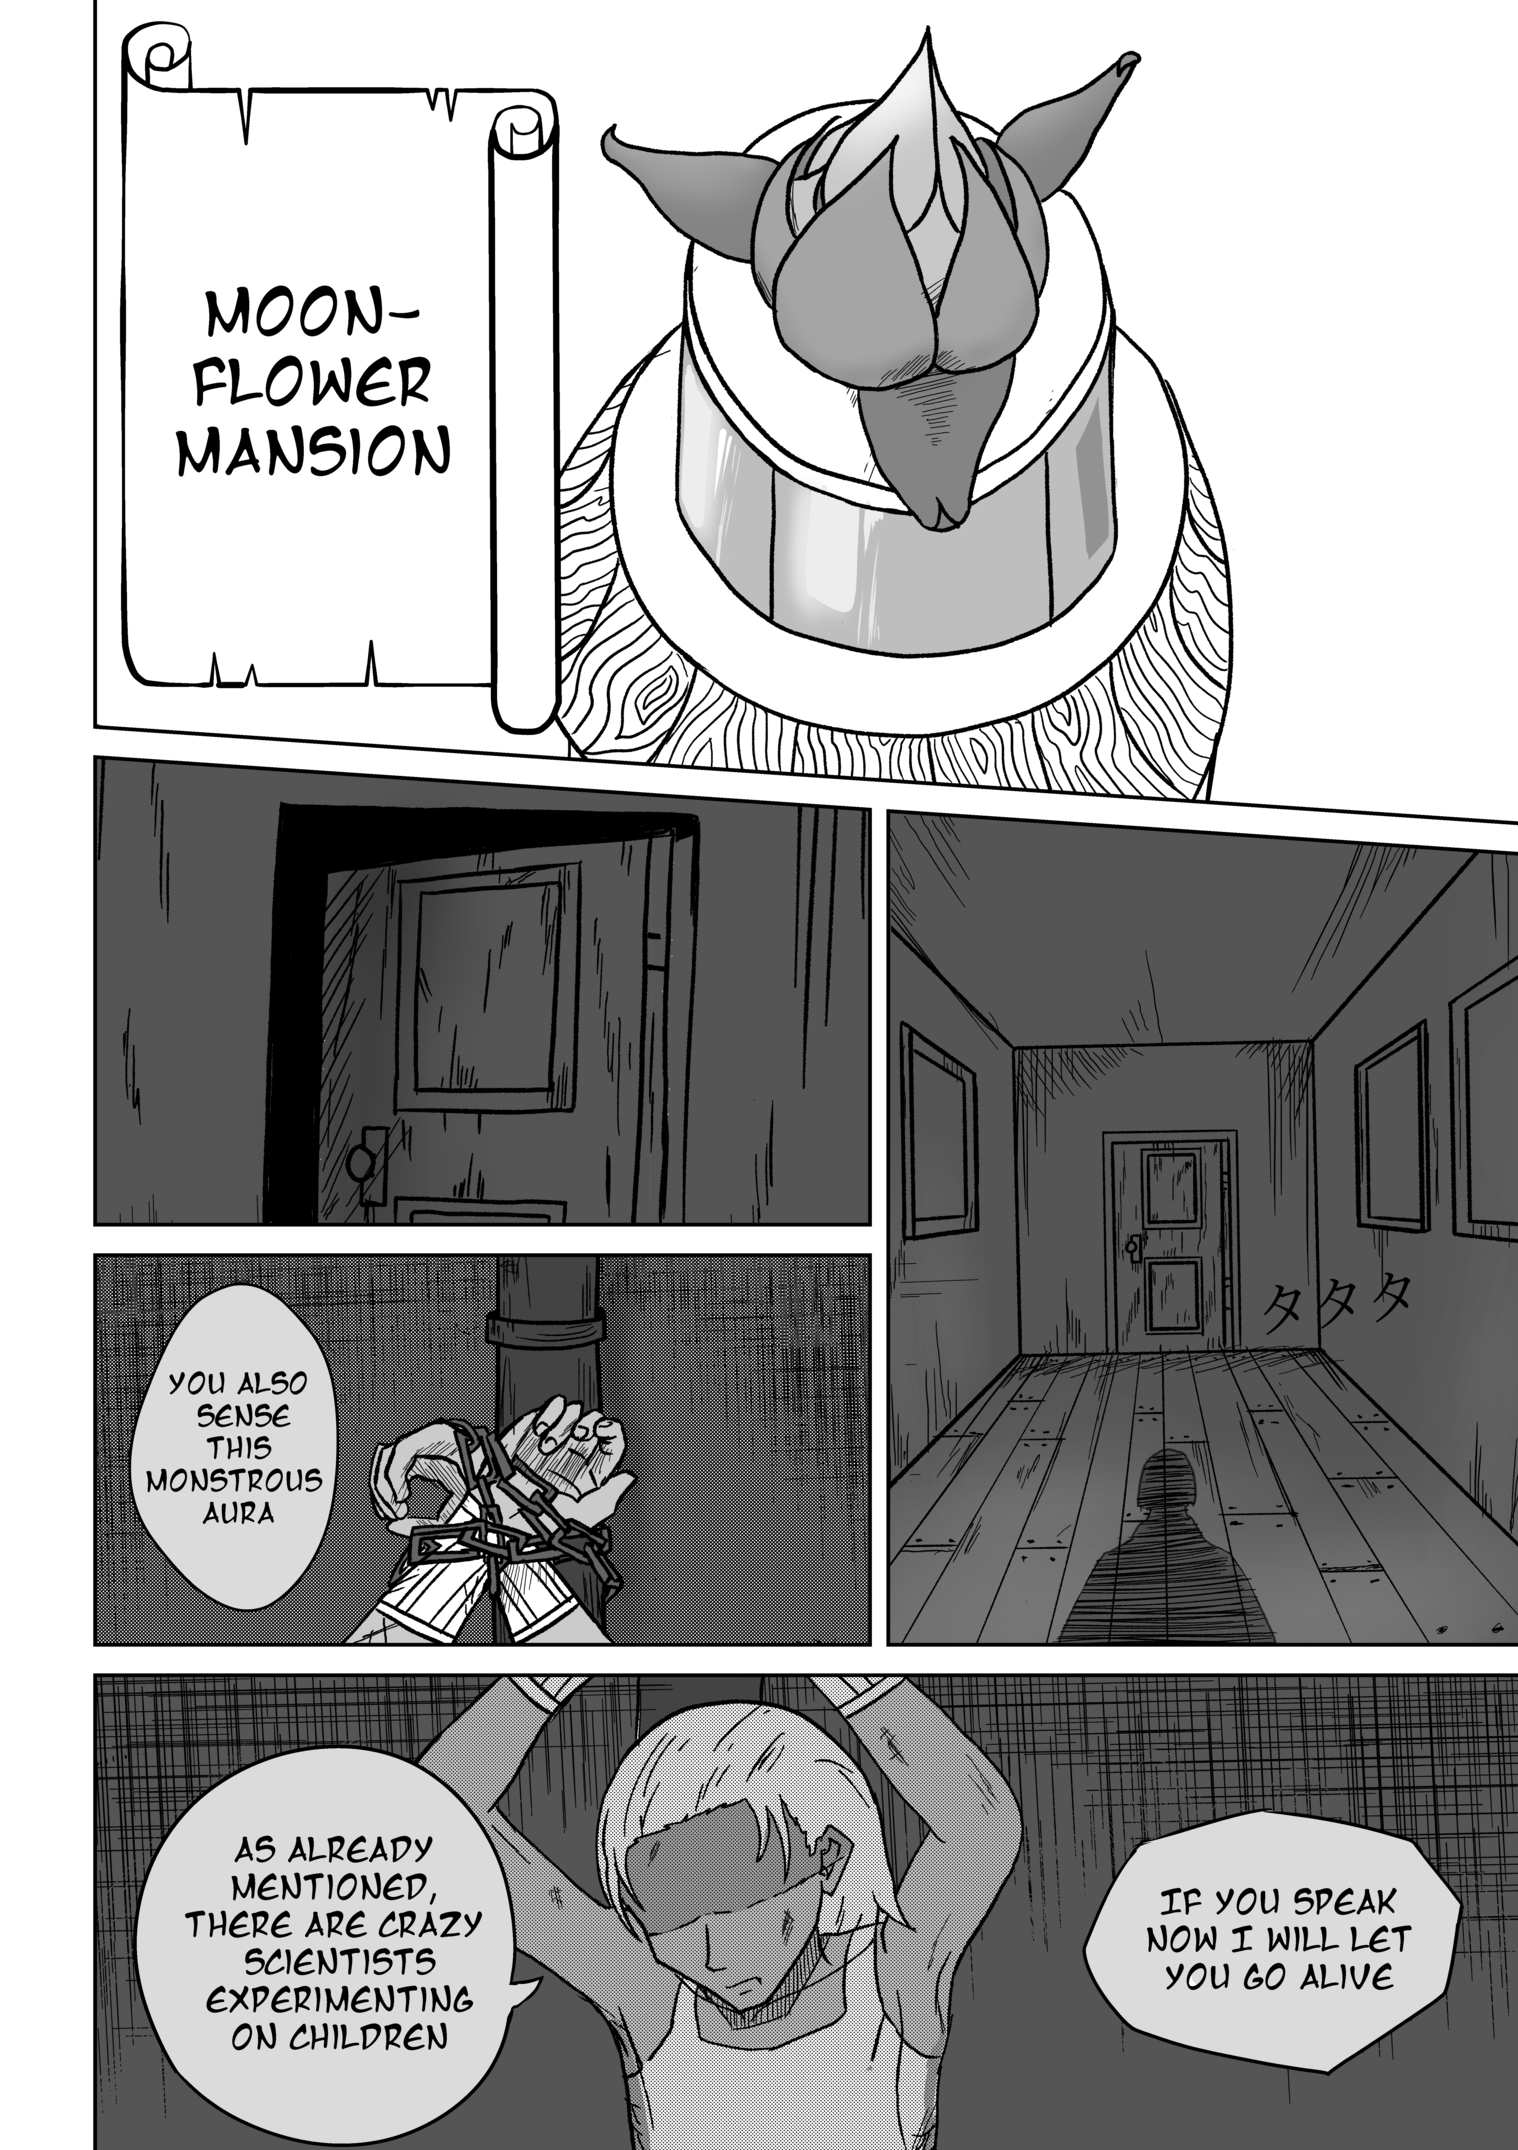 MOON-
FLOWER
MANSION
タタタ
YOU ALSO
SENSE
THIS
MONSTROUS
AURA
AS ALREADY
MENTIONED,
THERE ARE CRAZY
SCIENTISTS
EXPERIMENTING
ON CHILDREN
IF YOU SPEAK
NOW I WILL LET
YOU GO ALIVE